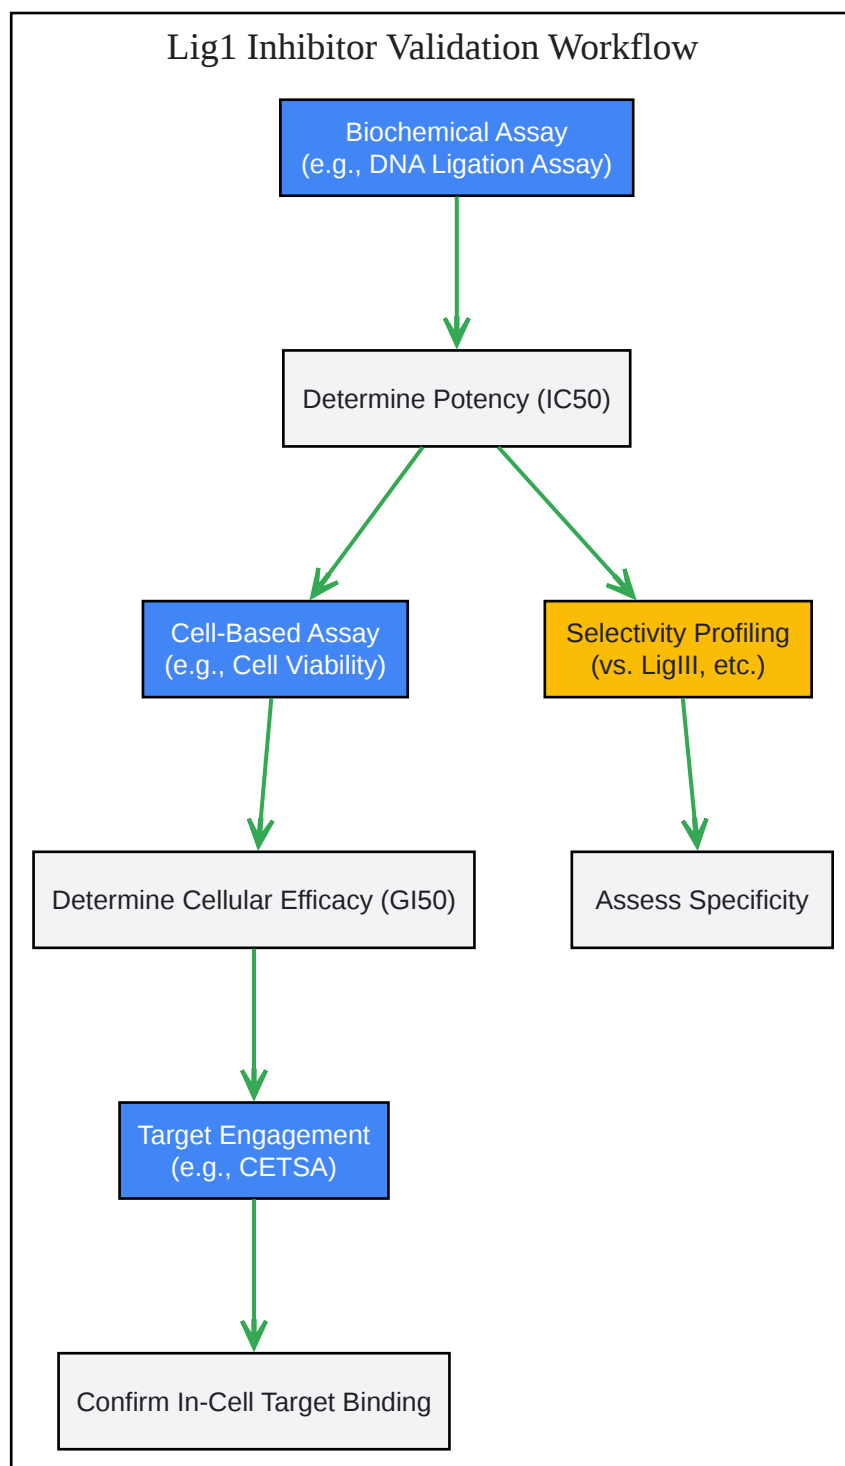 Lig1 Inhibitor Validation Workflow
Biochemical Assay
(e.g., DNA Ligation Assay)
Determine Potency (IC50)
Cell-Based Assay
(e.g., Cell Viability)
Selectivity Profiling
(vs. LigIII, etc.)
Determine Cellular Efficacy (GI50)
Assess Specificity
Target Engagement
(e.g., CETSA)
Confirm In-Cell Target Binding